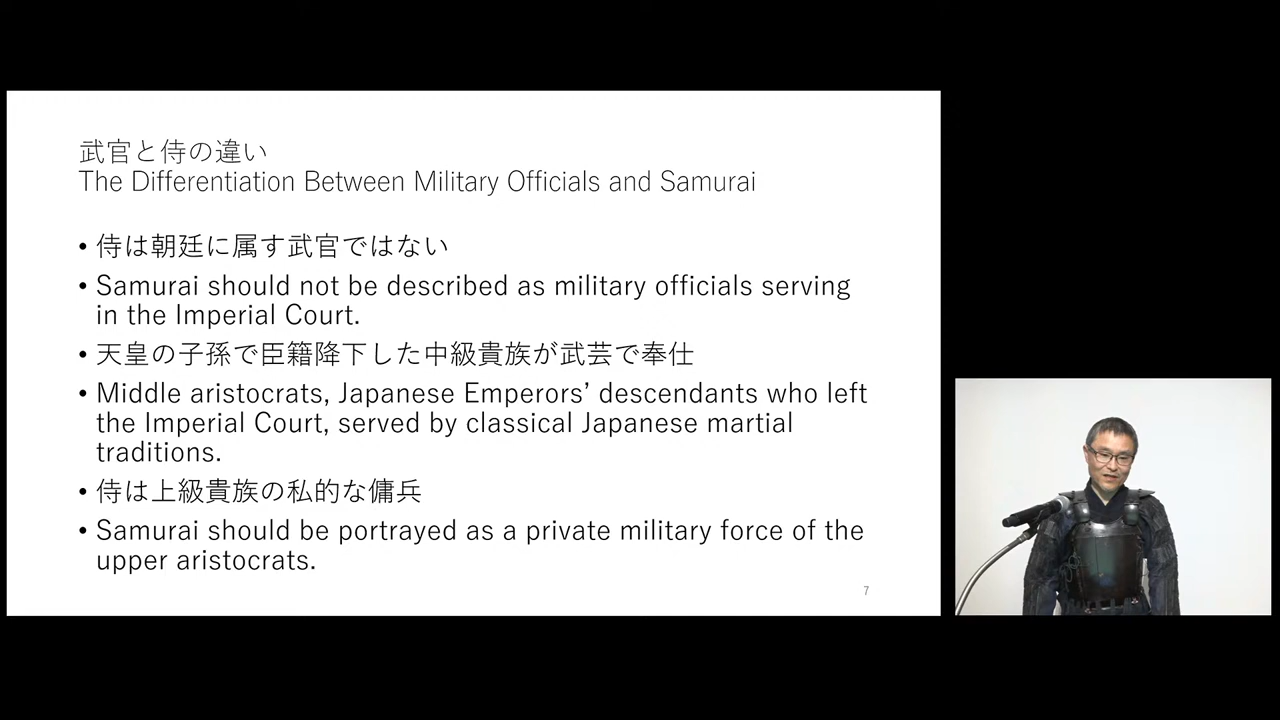 武官と侍の違い
The Differentiation Between Military Officials and Samurai
• 侍は朝廷に属す武官ではない
• Samurai should not be described as military officials serving
in the Imperial Court.
• 天皇の子孫で臣籍降下した中級貴族が武芸で奉仕
• Middle aristocrats, Japanese Emperors’ descendants who left
the Imperial Court, served by classical Japanese martial
traditions.
• 侍は上級貴族の私的な傭兵
• Samurai should be portrayed as a private military force of the
upper aristocrats.
7